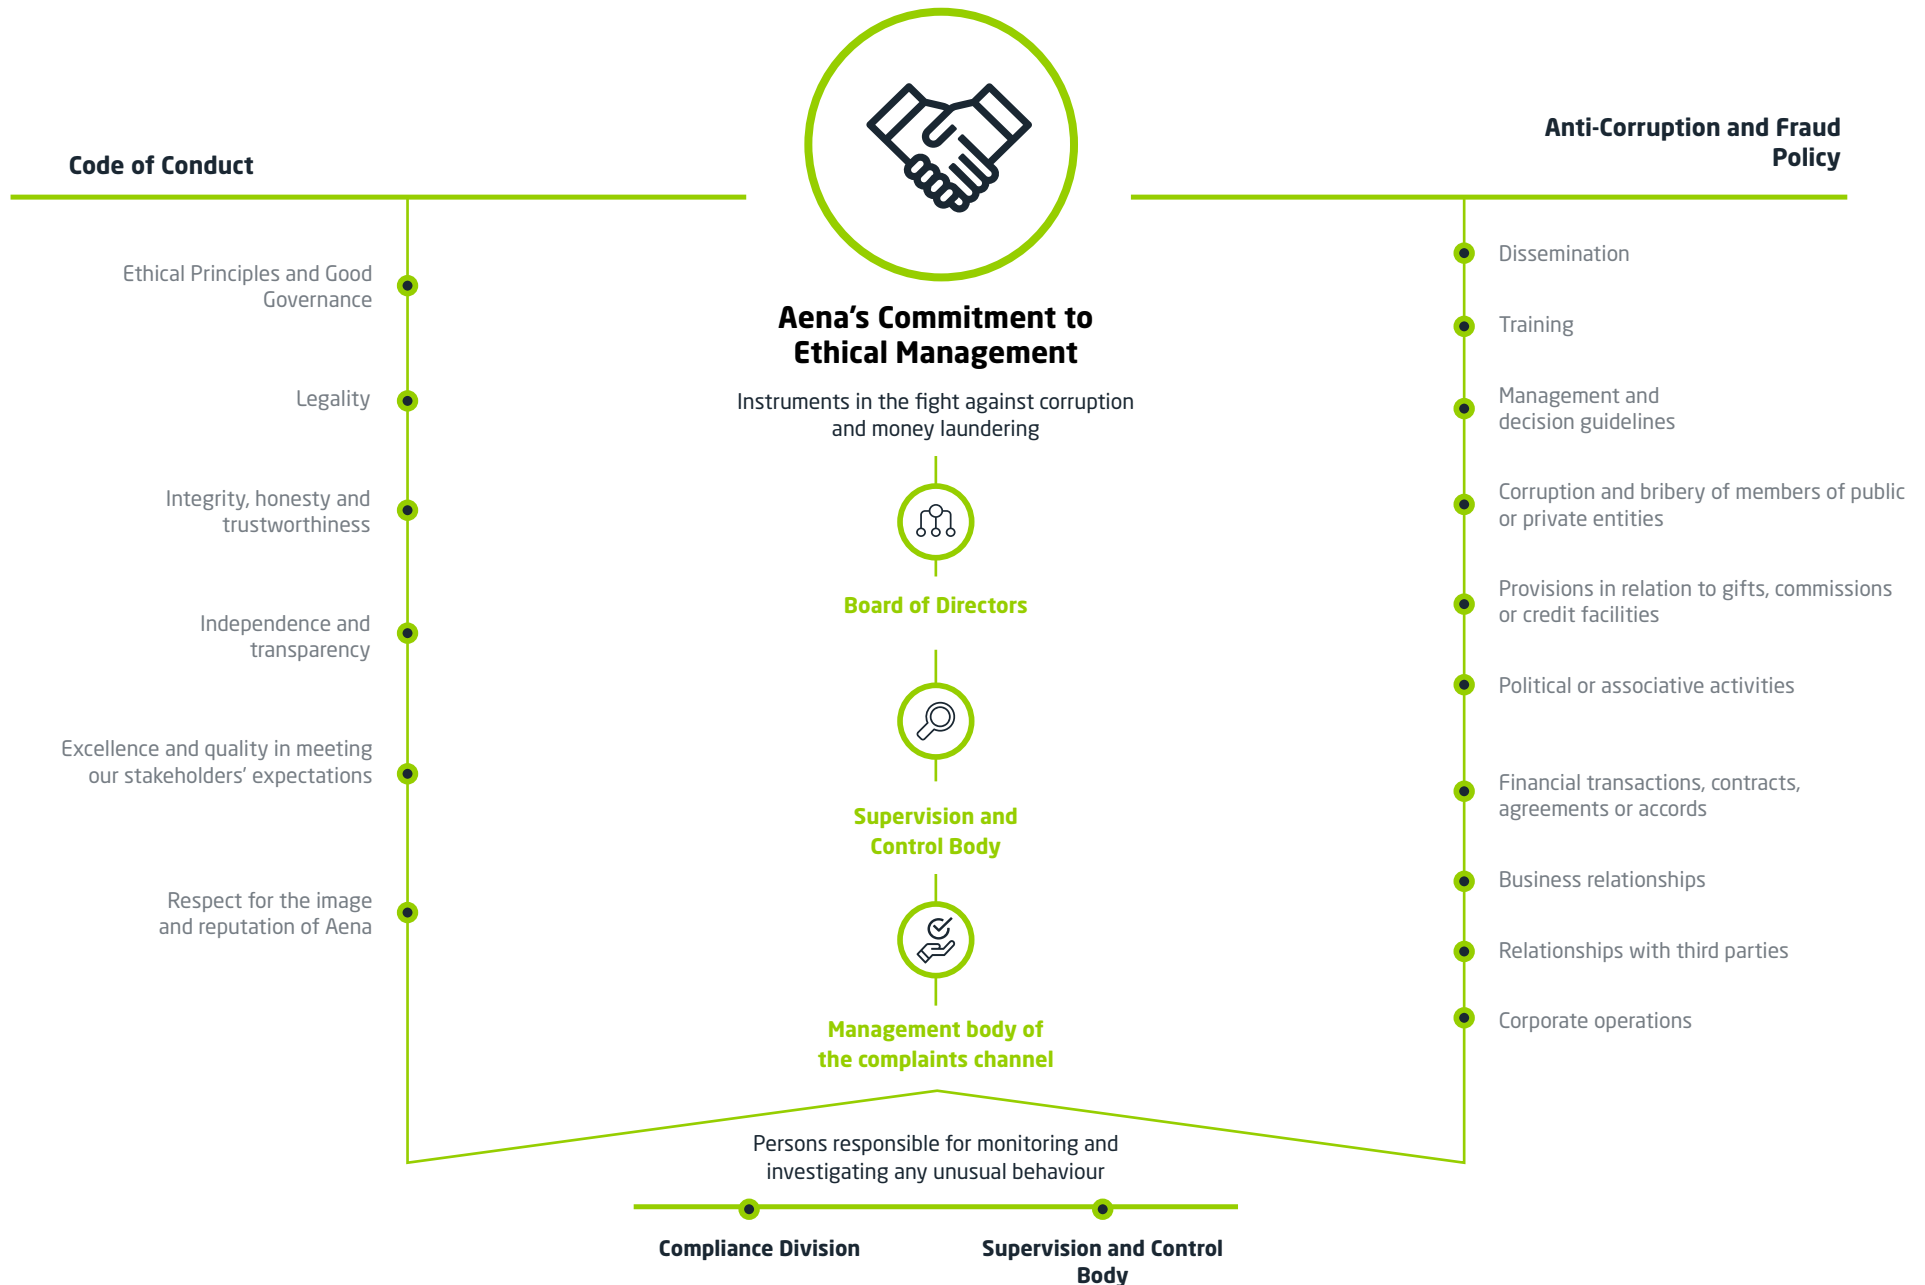 Code of Conduct
Ethical Principles and Good
Governance
Legality
Integrity, honesty and
trustworthiness
Independence and
transparency
Excellence and quality in meeting
our stakeholders’ expectations
Respect for the image
and reputation of Aena
Aena’s Commitment to
Ethical Management
Instruments in the fight against corruption
and money laundering
Board of Directors
Supervision and
Control Body
Management body of
the complaints channel
Anti-Corruption and Fraud
Policy
Dissemination
Training
Management and
decision guidelines
Corruption and bribery of members of public
or private entities
Provisions in relation to gifts, commissions
or credit facilities
Political or associative activities
Financial transactions, contracts,
agreements or accords
Business relationships
Relationships with third parties
Corporate operations
Persons responsible for monitoring and
investigating any unusual behaviour
Compliance Division
Supervision and Control
Body